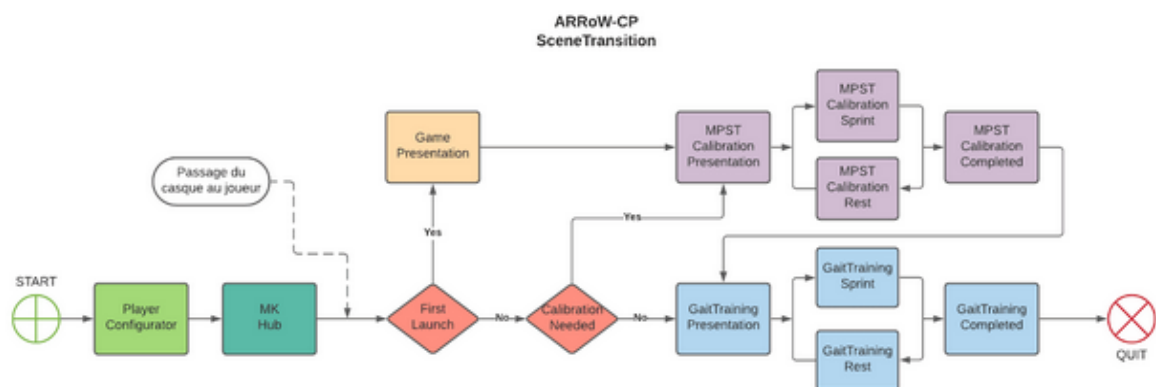 ARRoW-CP
SceneTransition
MPST
Calibration
Sprint
Game
Presentation
MPST
Calibration
Presentation
MPST
Calibration
Completed
Passage du
casque au joueur
MPST
Calibration
Rest
Yes
Yes
START
GaitTraining
Sprint
Player
Configurator
MK
Hub
First
Launch
No
Calibration
Needed
No
GaitTraining
Presentation
GaitTraining
Completed
GaitTraining
Rest
QUIT